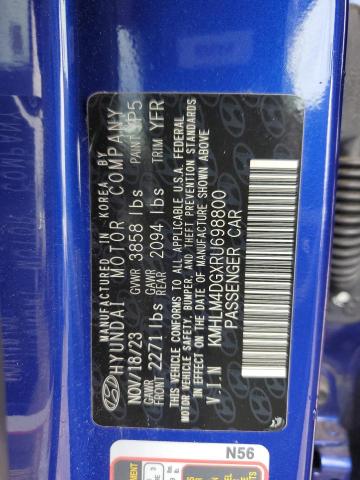 MANUFACTURED IN KOREA BY
HYUNDAI MOTOR COMPANY
NOV/18/23 GVWR 3858 lbs PAINT YP5
GAWR FRONT 2271 lbs GAWR REAR 2094 lbs TRIM YFR
THIS VEHICLE CONFORMS TO ALL APPLICABLE U.S.A. FEDERAL
MOTOR VEHICLE SAFETY, BUMPER, AND THEFT PREVENTION STANDARDS
IN EFFECT ON THE DATE OF MANUFACTURE SHOWN ABOVE
V.I.N KMHLM4DGXRU698800
PASSENGER CAR
N56